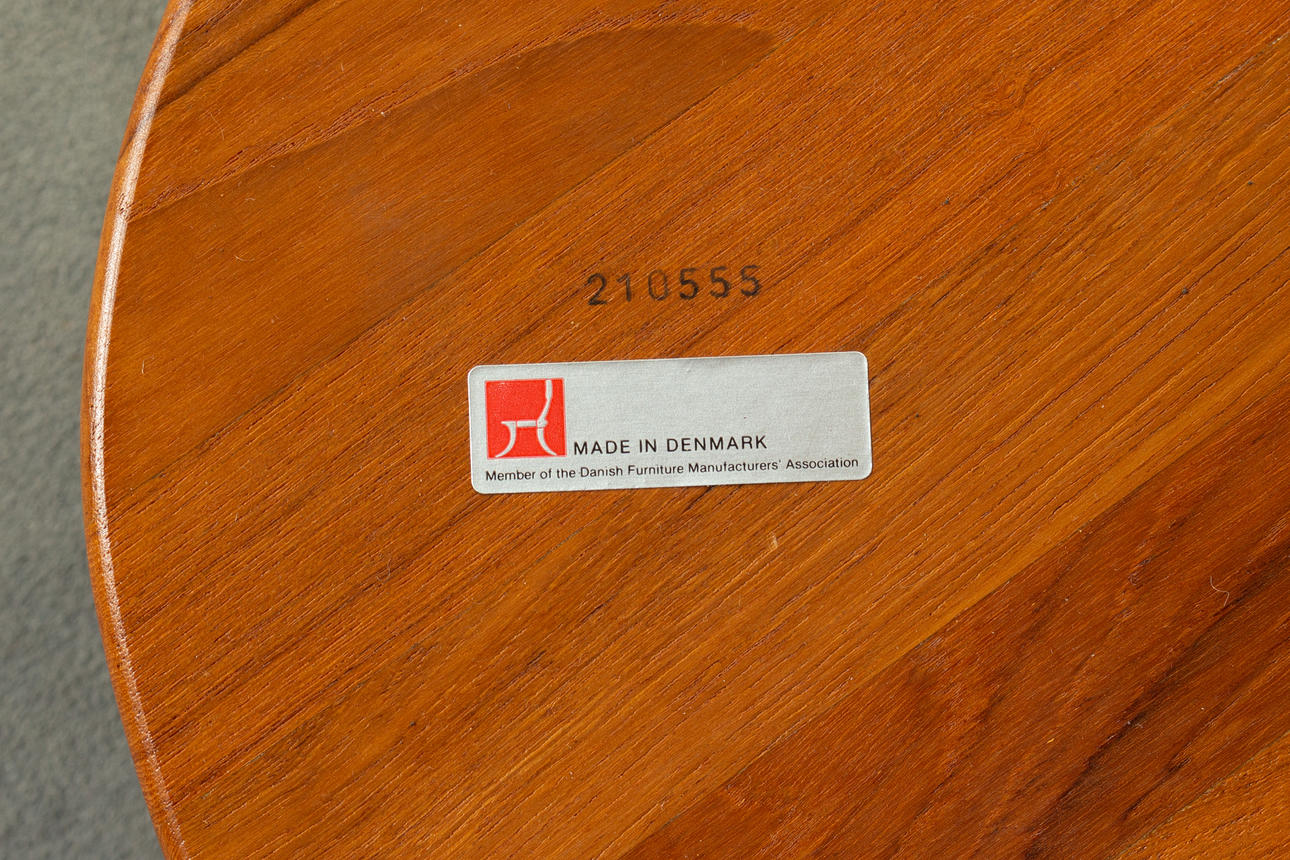 210555
MADE IN DENMARK
Member of the Danish Furniture Manufacturers' Association